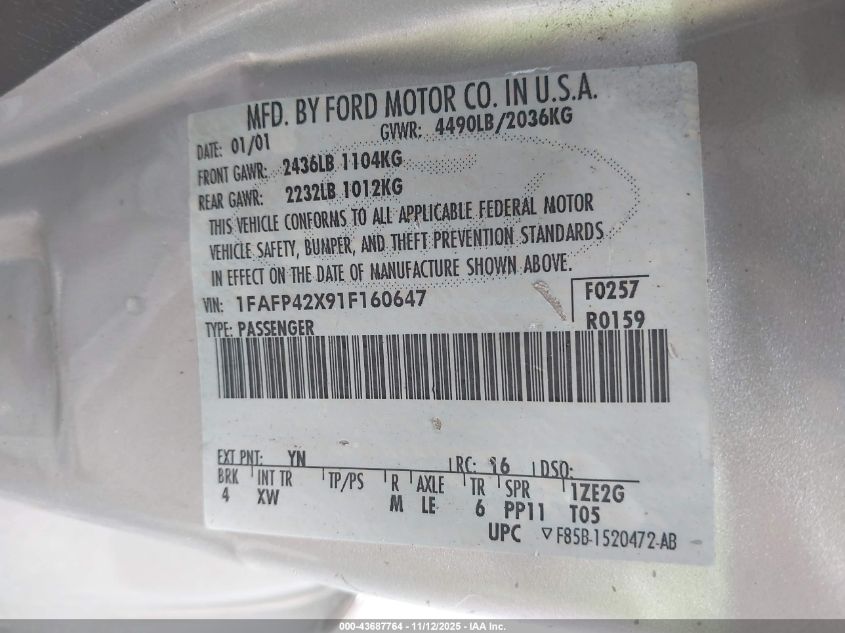 MFD. BY FORD MOTOR CO. IN U.S.A.
DATE: 01/01 GVWR: 4490LB/2036KG
FRONT GAWR: 2436LB 1104KG
REAR GAWR: 2232LB 1012KG
THIS VEHICLE CONFORMS TO ALL APPLICABLE FEDERAL MOTOR
VEHICLE SAFETY, BUMPER, AND THEFT PREVENTION STANDARDS
IN EFFECT ON THE DATE OF MANUFACTURE SHOWN ABOVE.
VIN: 1FAFP42X91F160647 F0257
TYPE: PASSENGER R0159
EXT PNT: YN RC: 16 DSO:
BRK INT TR TP/PS R AXLE TR SPR 1ZE2G
4 XW M LE 6 PP11 T05
UPC ▽F85B-1520472-AB
000-43687764 - 11/12/2025 - IAA Inc.